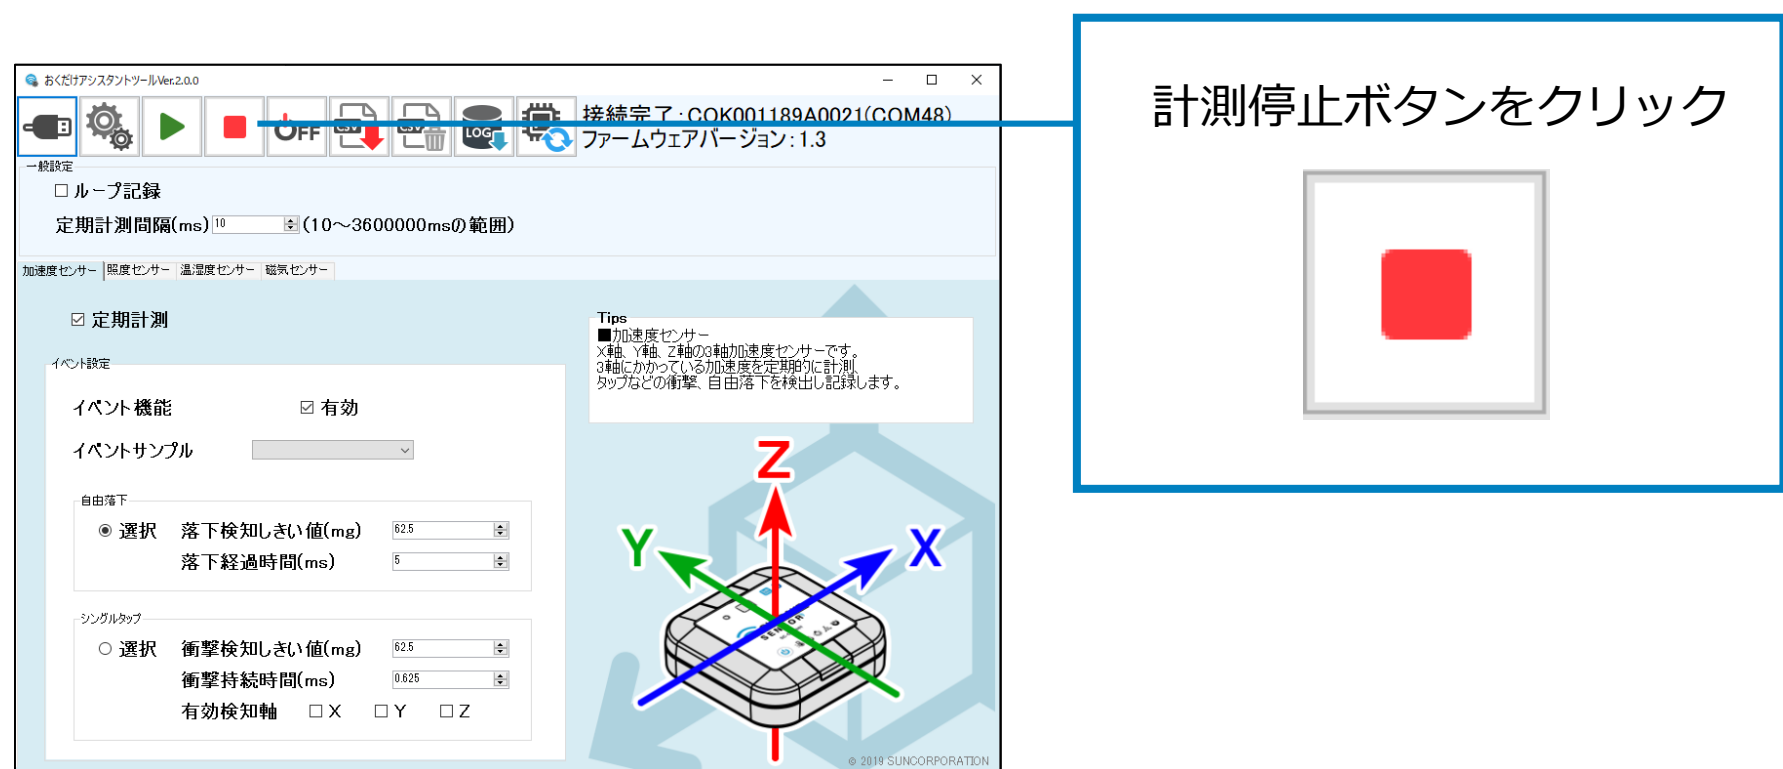 おくだけアシスタントツールVer.2.0.0
計測停止ボタンをクリック
OFF
CSV
CSV
LOG
接続完了:COK001189A0021(COM48)
ファームウェアバージョン:1.3
一般設定
ループ記録
定期計測間隔(ms) 10 (10～3600000msの範囲)
加速度センサー 照度センサー 温湿度センサー 磁気センサー
定期計測
イベント設定
イベント機能 有効
イベントサンプル
自由落下
選択 落下検知しきい値(mg) 62.5
落下経過時間(ms) 5
シングルタップ
選択 衝撃検知しきい値(mg) 62.5
衝撃持続時間(ms) 0.625
有効検知軸 X Y Z
Tips
■加速度センサー
X軸、Y軸、Z軸の3軸加速度センサーです。
3軸にかかっている加速度を定期的に計測、
タップなどの衝撃、自由落下を検出し記録します。
Z
Y
X
SENSOR
© 2019 SUNCORPORATION